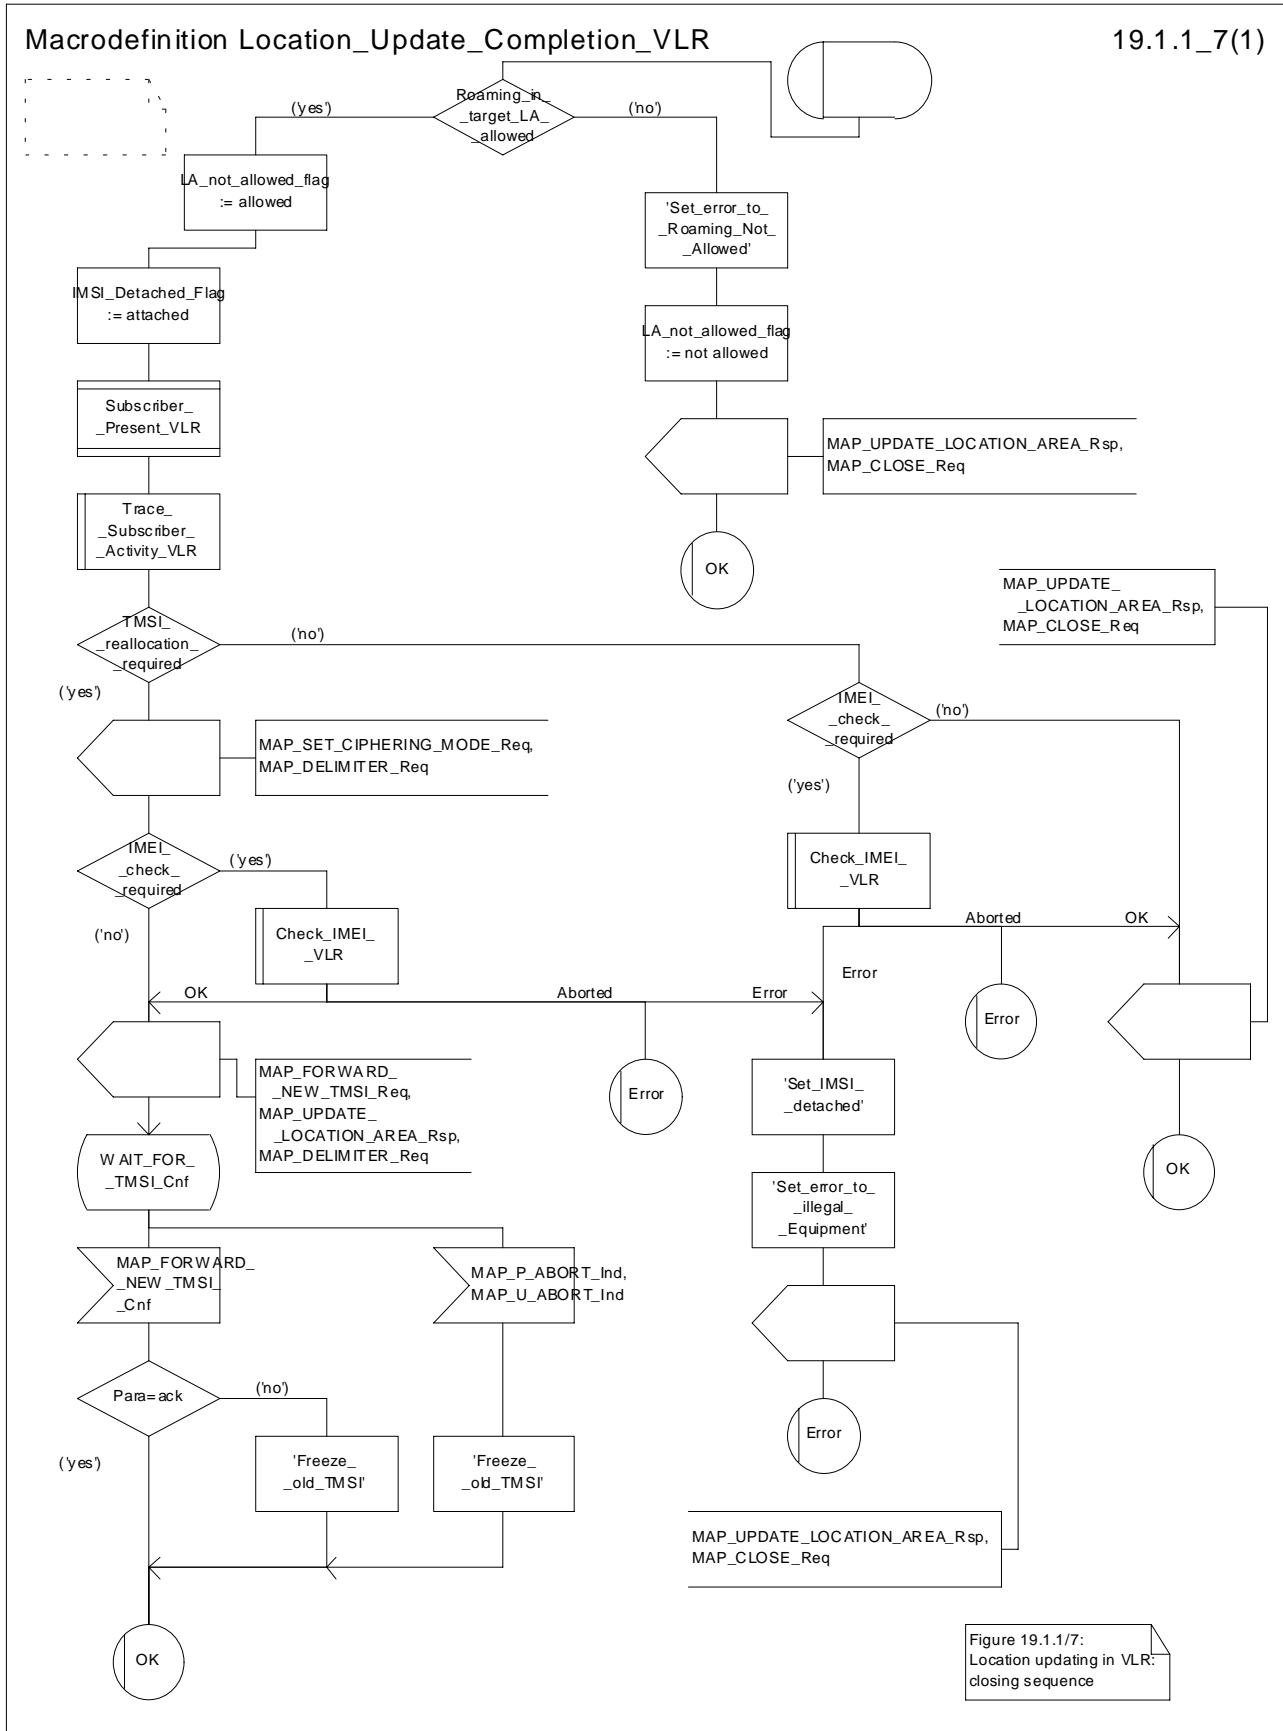 Macrodefinition Location_Update_Completion_VLR
19.1.1_7(1)
Roaming_in_
_target_LA_
_allowed
('yes')
('no')
LA_not_allowed_flag
:= allowed
'Set_error_to_
_Roaming_Not_
_Allowed'
IMSI_Detached_Flag
:= attached
LA_not_allowed_flag
:= not allowed
Subscriber_
_Present_VLR
MAP_UPDATE_LOCATION_AREA_Rsp,
MAP_CLOSE_Req
Trace_
_Subscriber_
_Activity_VLR
OK
MAP_UPDATE_
_LOCATION_AREA_Rsp,
MAP_CLOSE_Req
TMSI_
_reallocation_
_required
('no')
('yes')
IMEI_
_check_
_required
('no')
('yes')
MAP_SET_CIPHERING_MODE_Req,
MAP_DELIMITER_Req
IMEI_
_check_
_required
('yes')
('no')
Check_IMEI_
_VLR
Check_IMEI_
_VLR
Aborted
OK
Error
OK
Aborted
Error
Error
Error
MAP_FORWARD_
_NEW_TMSI_Req,
MAP_UPDATE_
_LOCATION_AREA_Rsp,
MAP_DELIMITER_Req
'Set_IMSI_
_detached'
WAIT_FOR_
_TMSI_Cnf
OK
'Set_error_to_
_illegal_
_Equipment'
MAP_FORWARD_
_NEW_TMSI_
_Cnf
MAP_P_ABORT_Ind,
MAP_U_ABORT_Ind
Para=ack
('no')
('yes')
'Freeze_
_old_TMSI'
'Freeze_
_old_TMSI'
Error
MAP_UPDATE_LOCATION_AREA_Rsp,
MAP_CLOSE_Req
OK
Figure 19.1.1/7:
Location updating in VLR:
closing sequence